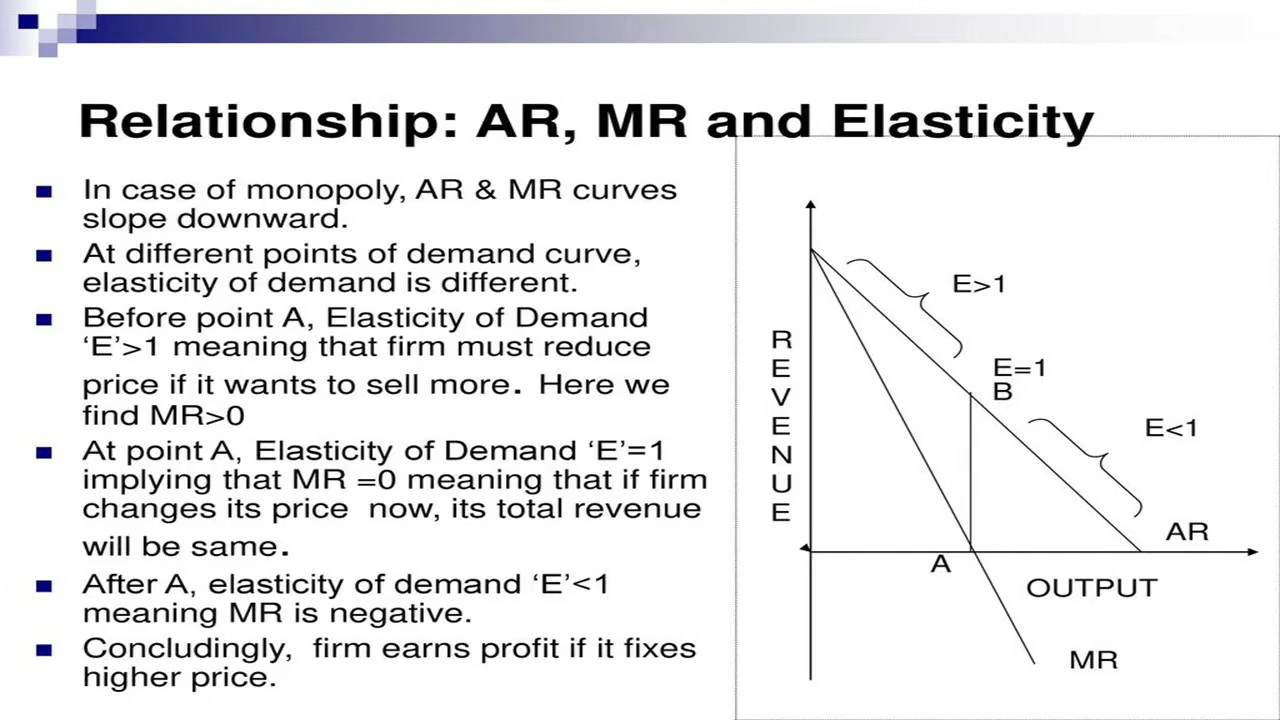 Relationship: AR, MR and Elasticity
In case of monopoly, AR & MR curves
slope downward.
At different points of demand curve,
elasticity of demand is different.
Before point A, Elasticity of Demand
‘E’>1 meaning that firm must reduce
price if it wants to sell more. Here we
find MR>0
At point A, Elasticity of Demand ‘E’=1
implying that MR =0 meaning that if firm
changes its price now, its total revenue
will be same.
After A, elasticity of demand ‘E’<1
meaning MR is negative.
Concludingly, firm earns profit if it fixes
higher price.
R
E
V
E
N
U
E
E>1
E=1
B
E<1
AR
A
OUTPUT
MR